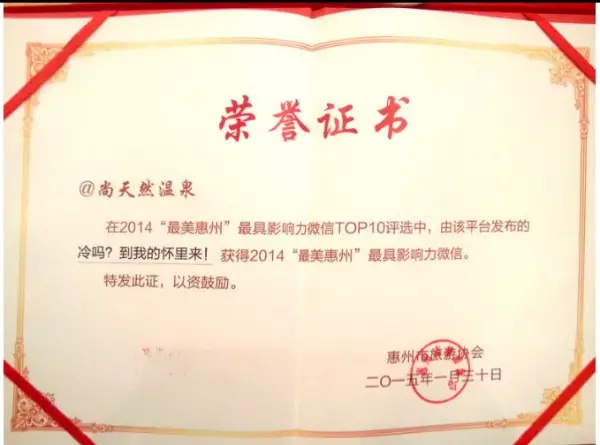 荣誉证书
@尚天然温泉
在2014“最美惠州”最具影响力微信TOP10评选中，由该平台发布的
冷吗？到我的怀里来！获得2014“最美惠州”最具影响力微信。
特发此证，以资鼓励。
惠州市旅游协会
二〇一五年一月三十日